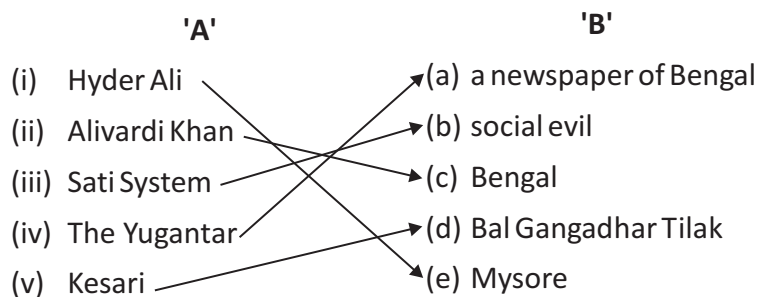 'A' 'B'
(i) Hyder Ali (a) a newspaper of Bengal
(ii) Alivardi Khan (b) social evil
(iii) Sati System (c) Bengal
(iv) The Yugantar (d) Bal Gangadhar Tilak
(v) Kesari (e) Mysore